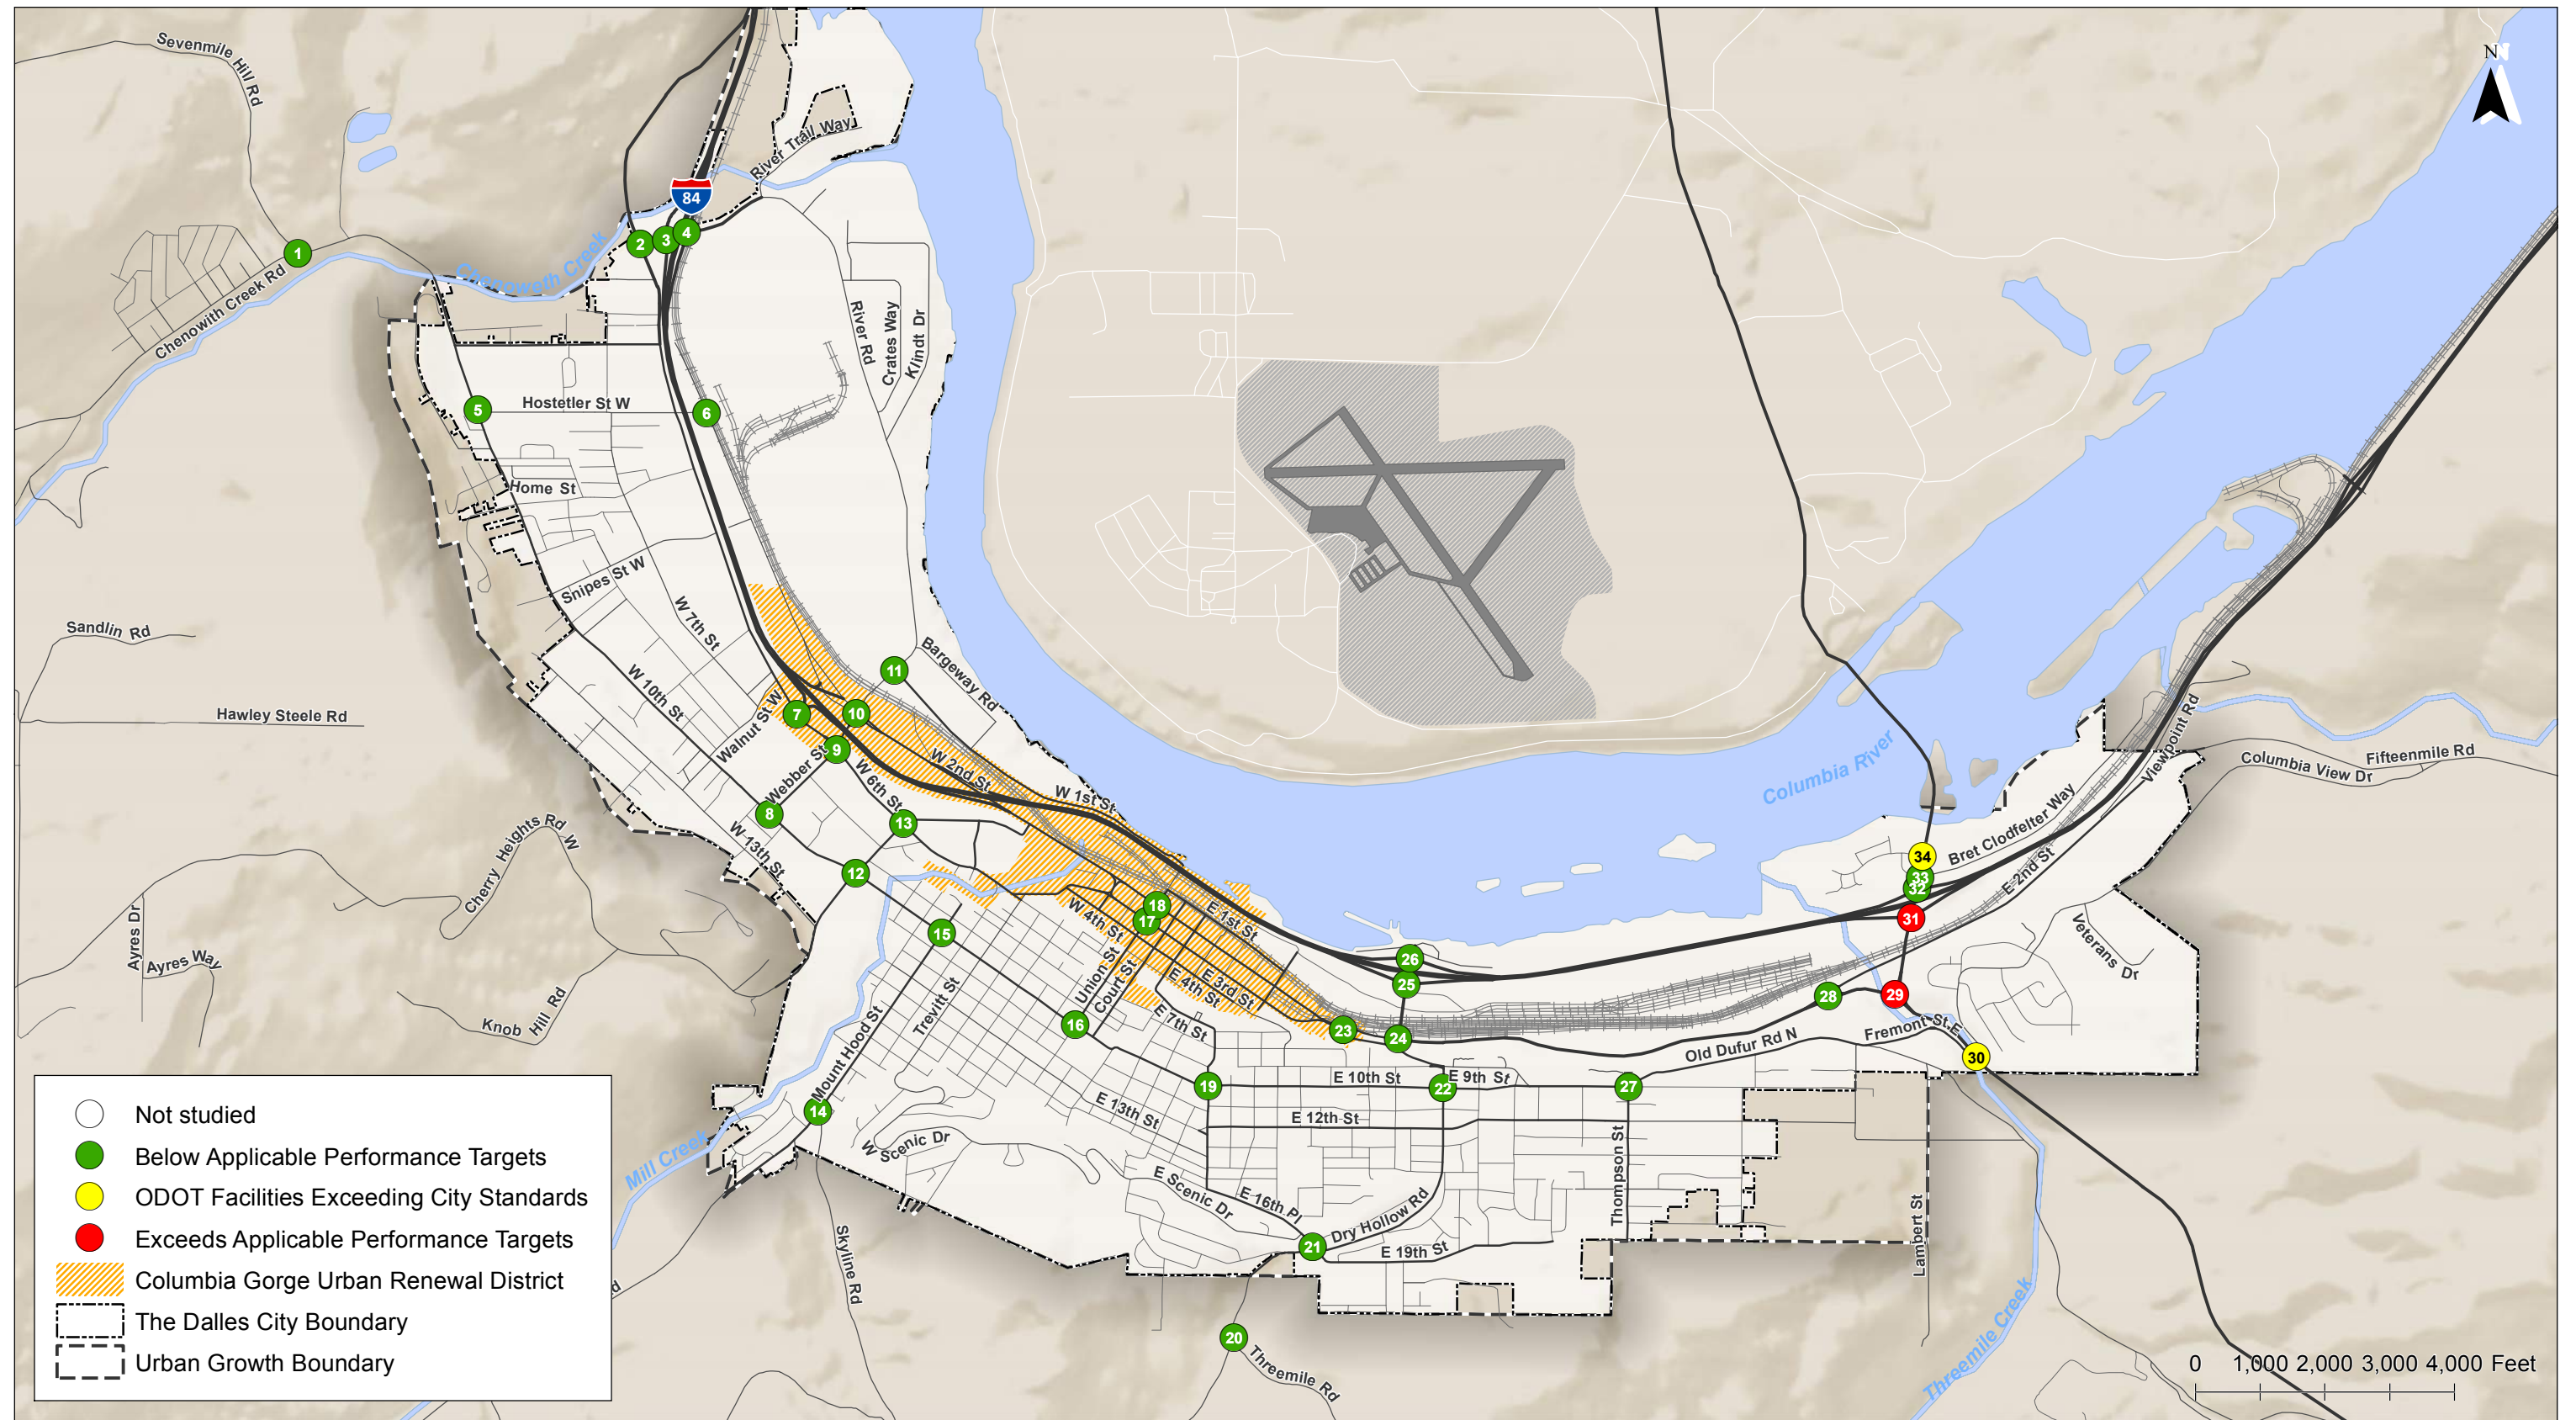 Sevenmile Hill Rd
N
River Trail Way
84
1
2
3
4
Chenoweth Creek
Chenowith Creek Rd
River Rd
Crates Way
Klindt Dr
5
Hostetler St W
6
Home St
Snipes St W
W 7th St
Sandlin Rd
11
Bargeway Rd
W 10th St
Hawley Steele Rd
Walnut St W
7
10
9
Webber St
W 6th St
W 2nd St
W 1st St
8
13
Columbia River
Viewpoint Rd
Fifteenmile Rd
Columbia View Dr
Bret Clodfelter Way
Cherry Heights Rd W
W 13th St
12
34
33
32
31
E 2nd St
Ayres Dr
Ayres Way
15
W 4th St
18
17
E 1st St
Veterans Dr
26
25
Union St
Court St
E 3rd St
E 4th St
Knob Hill Rd
Trevitt St
16
E 7th St
23
24
28
29
Fremont St E
30
Old Dufur Rd N
Mount Hood St
14
19
E 10th St
E 9th St
22
27
E 13th St
E 12th St
W Scenic Dr
Mill Creek
E Scenic Dr
E 16th Pl
Dry Hollow Rd
21
E 19th St
Thompson St
Lambert St
Skyline Rd
d
20
Threemile Rd
Threemile Creek
Not studied
Below Applicable Performance Targets
ODOT Facilities Exceeding City Standards
Exceeds Applicable Performance Targets
Columbia Gorge Urban Renewal District
The Dalles City Boundary
Urban Growth Boundary
0 1,000 2,000 3,000 4,000 Feet